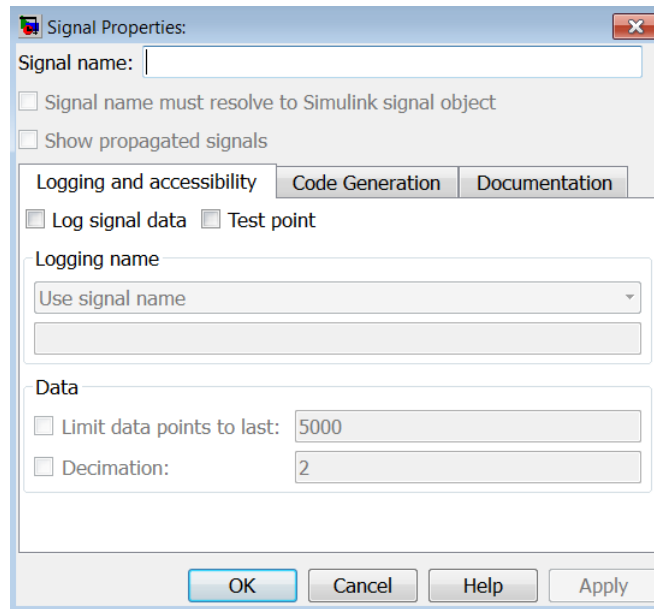 Signal Properties:
Signal name:
Signal name must resolve to Simulink signal object
Show propagated signals
Logging and accessibility Code Generation Documentation
Log signal data Test point
Logging name
Use signal name
Data
Limit data points to last: 5000
Decimation: 2
OK Cancel Help Apply